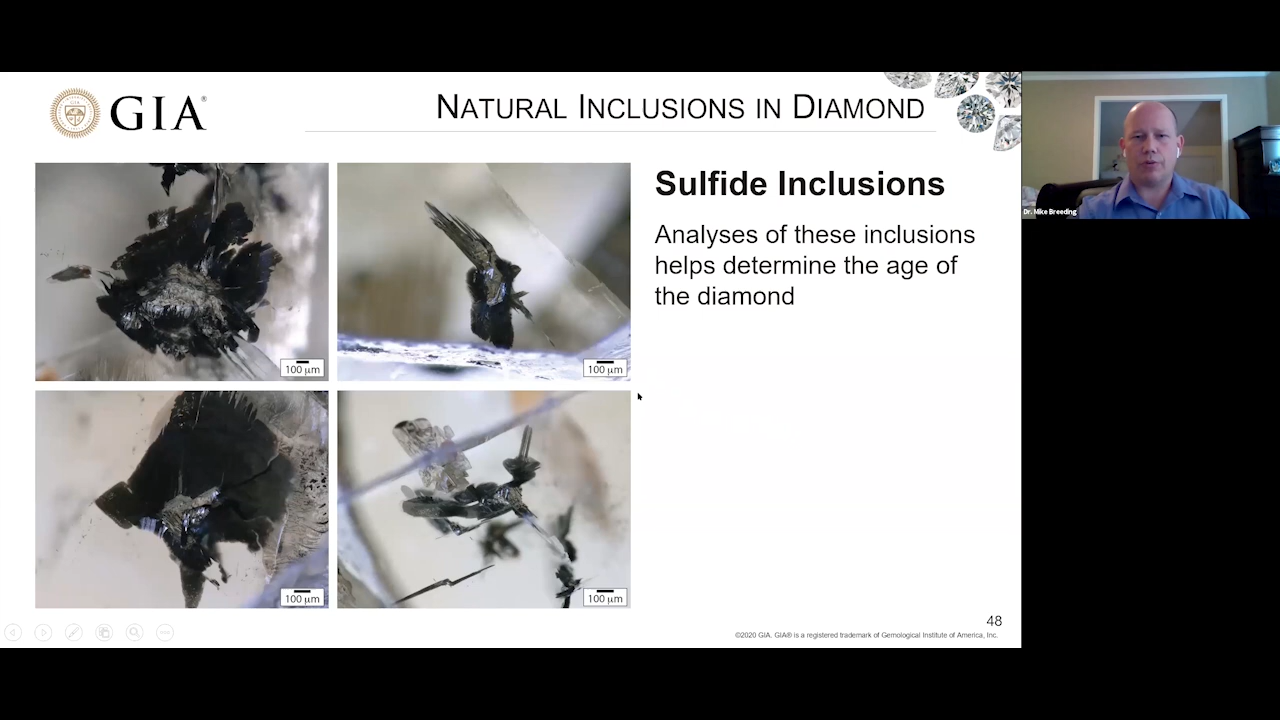 GIA®
NATURAL INCLUSIONS IN DIAMOND
Sulfide Inclusions
Analyses of these inclusions
helps determine the age of
the diamond
100 µm
100 µm
100 µm
100 µm
48
©2020 GIA. GIA® is a registered trademark of Gemological Institute of America, Inc.
Dr. Mike Breeding